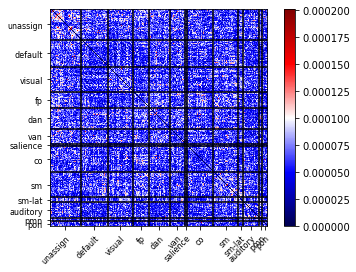 unassign
default
visual
fp
dan
van
salience
co
sm
sm-lat
auditory
pmn
pon
unassign
default
visual
fp
dan
van
salience
co
sm
sm-lat
auditory
0.000200
0.000175
0.000150
0.000125
0.000100
0.000075
0.000050
0.000025
0.000000